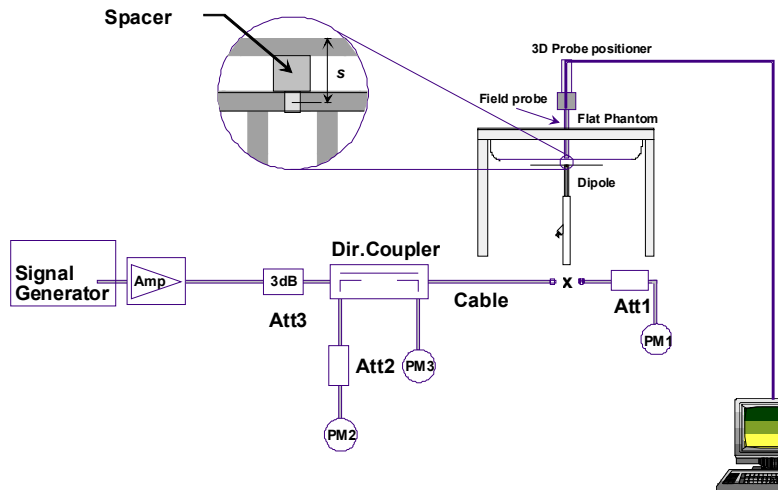 Spacer
s
3D Probe positioner
Field probe
Flat Phantom
Dipole
Signal
Generator
Amp
3dB
Att3
Dir.Coupler
Cable
x
Att1
PM1
Att2
PM3
PM2